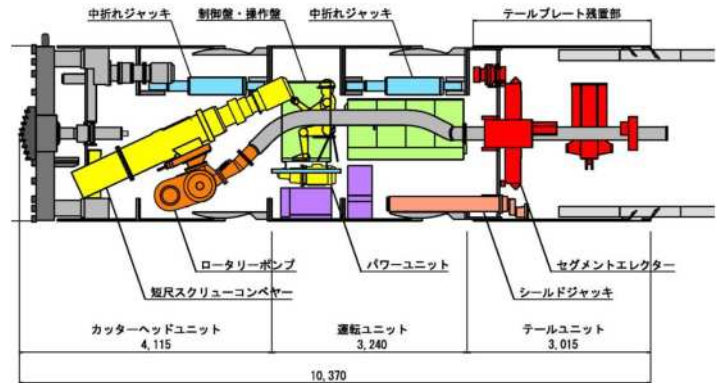 中折れジャッキ
制御盤・操作盤
中折れジャッキ
テールプレート残置部
ロータリーポンプ
パワーユニット
セグメントエレクター
短尺スクリューコンベヤー
シールドジャッキ
カッターヘッドユニット
運転ユニット
テールユニット
4,115
3,240
3,015
10,370